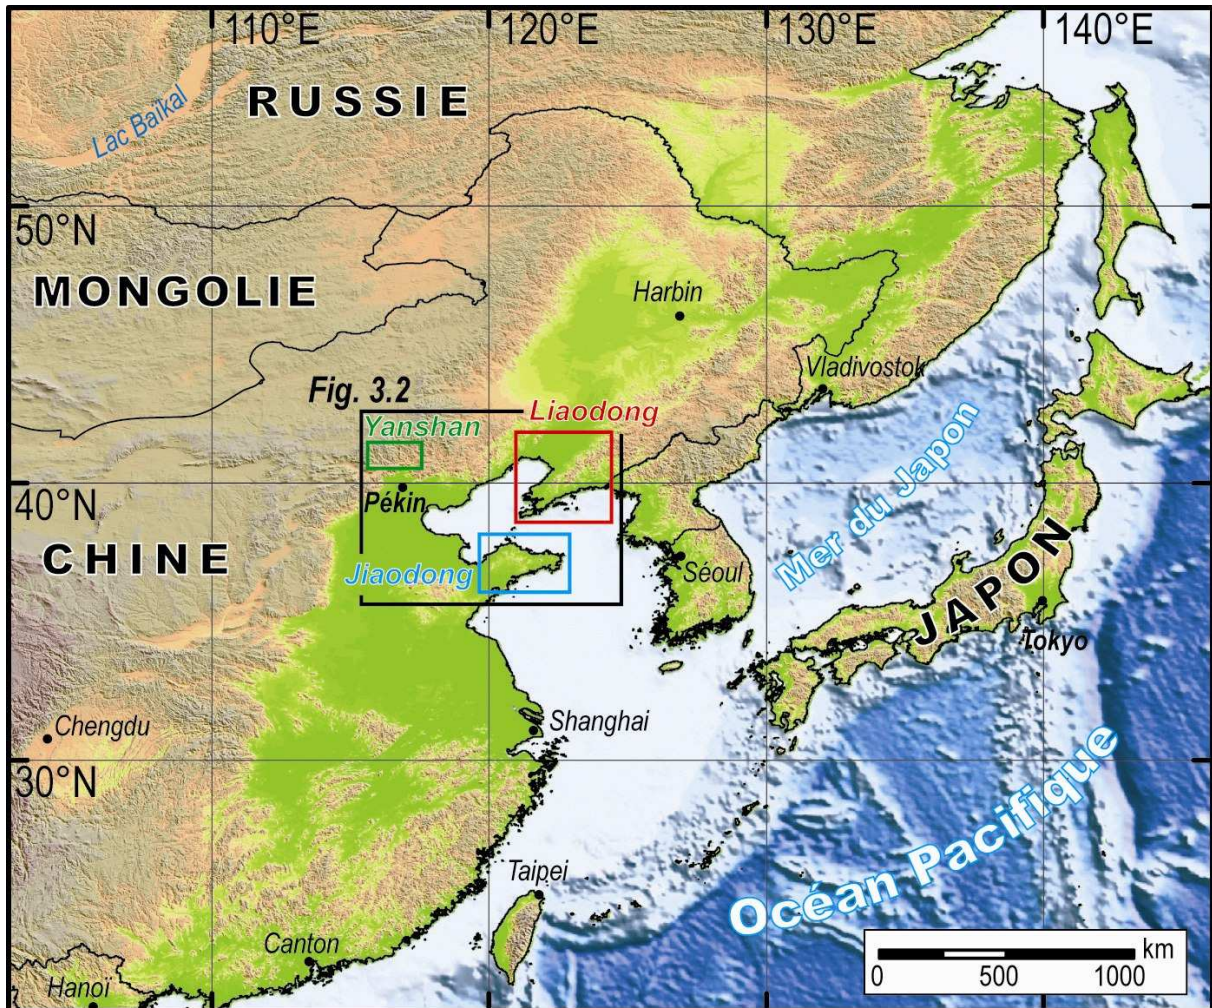 110°E
120°E
130°E
140°E
RUSSIE
Lac Baïkal
50°N
MONGOLIE
Harbin
Vladivostok
Fig. 3.2
Liaodong
Yanshan
40°N
Pékin
Mer du Japon
CHINE
Jiaodong
Séoul
JAPON
Tokyo
Chengdu
Shanghai
30°N
Océan Pacifique
Taipei
Canton
Hanoi
km
0
500
1000